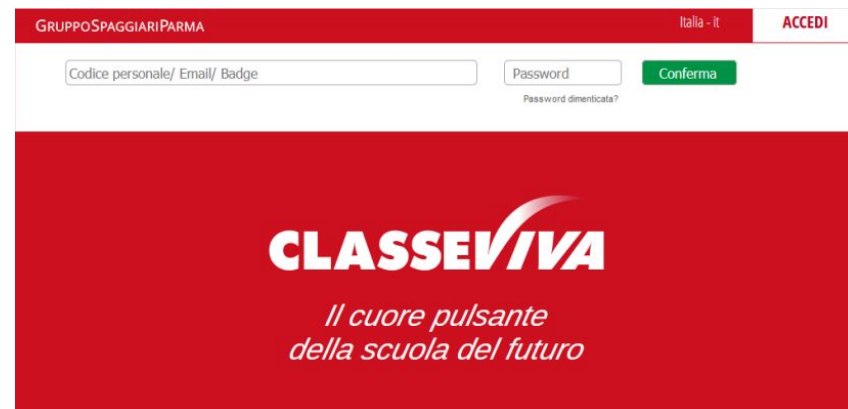 GRUPPOSPAGGIARIPARMA Italia - it ACCEDI
Codice personale/ Email/ Badge Password Conferma
Password dimenticata?
CLASSEVIVA
Il cuore pulsante
della scuola del futuro